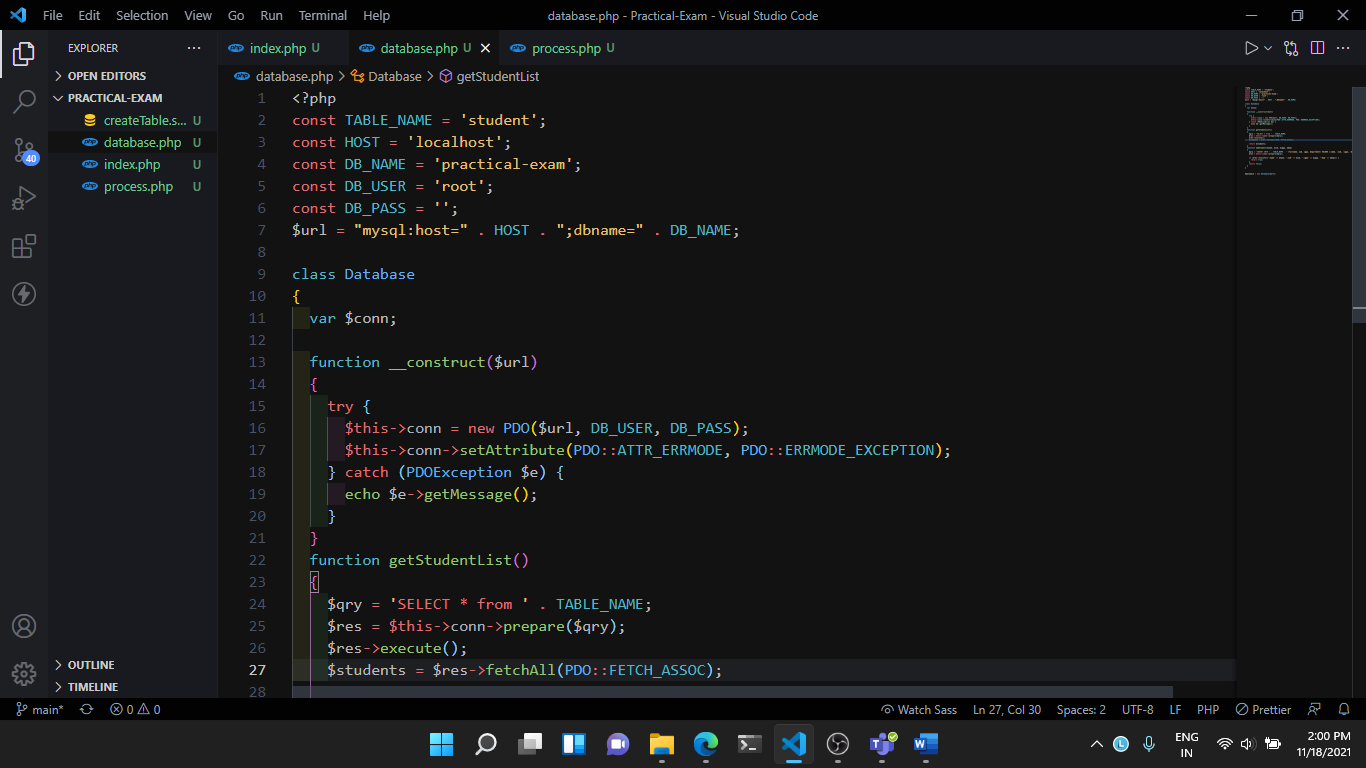 File Edit Selection View Go Run Terminal Help database.php - Practical-Exam - Visual Studio Code
EXPLORER
OPEN EDITORS
PRACTICAL-EXAM
createTable.s... U
database.php U
index.php U
process.php U
OUTLINE
TIMELINE
40
php index.php U php database.php U php process.php U
php database.php > Database > getStudentList
1 <?php
2 const TABLE_NAME = 'student';
3 const HOST = 'localhost';
4 const DB_NAME = 'practical-exam';
5 const DB_USER = 'root';
6 const DB_PASS = '';
7 $url = "mysql:host=" . HOST . ";dbname=" . DB_NAME;
8
9 class Database
10 {
11 var $conn;
12
13 function __construct($url)
14 {
15 try {
16 $this->conn = new PDO($url, DB_USER, DB_PASS);
17 $this->conn->setAttribute(PDO::ATTR_ERRMODE, PDO::ERRMODE_EXCEPTION);
18 } catch (PDOException $e) {
19 echo $e->getMessage();
20 }
21 }
22 function getStudentList()
23 {
24 $qry = 'SELECT * from ' . TABLE_NAME;
25 $res = $this->conn->prepare($qry);
26 $res->execute();
27 $students = $res->fetchAll(PDO::FETCH_ASSOC);
28
main* 0 0 Watch Sass Ln 27, Col 30 Spaces: 2 UTF-8 LF PHP Prettier
ENG
IN
2:00 PM
11/18/2021